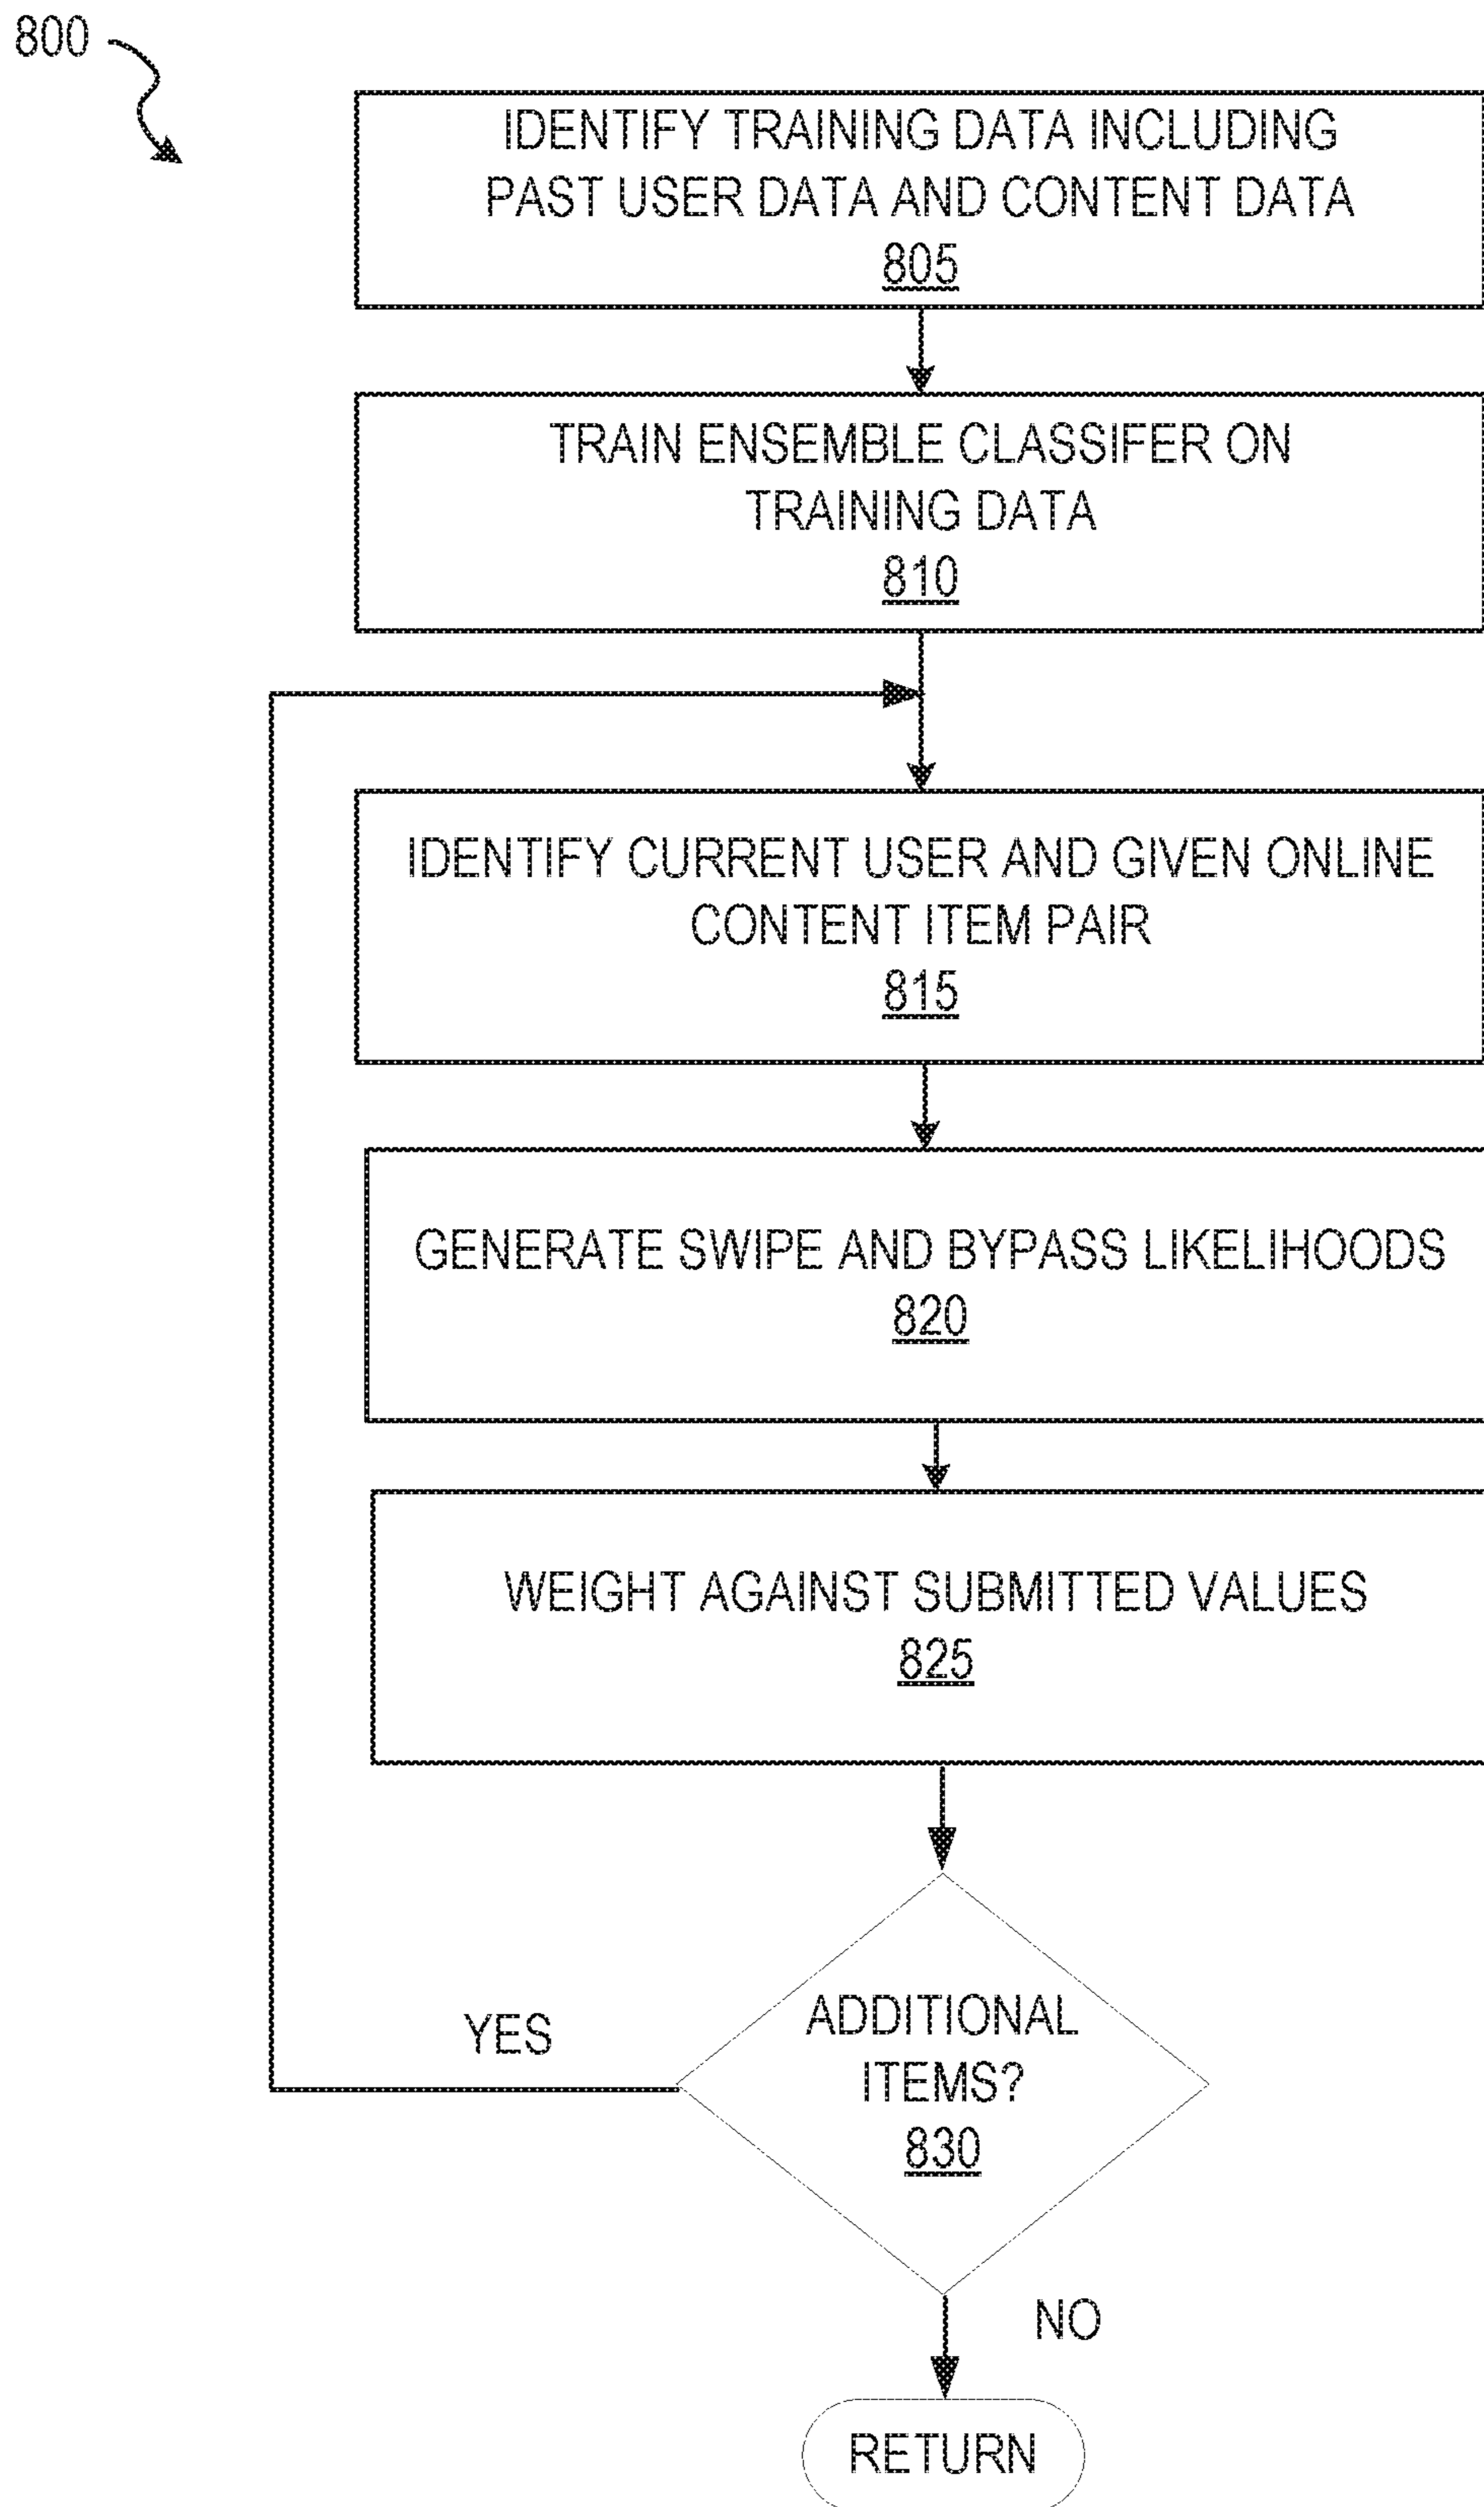 800
IDENTIFY TRAINING DATA INCLUDING
PAST USER DATA AND CONTENT DATA
805
TRAIN ENSEMBLE CLASSIFER ON
TRAINING DATA
810
IDENTIFY CURRENT USER AND GIVEN ONLINE
CONTENT ITEM PAIR
815
GENERATE SWIPE AND BYPASS LIKELIHOODS
820
WEIGHT AGAINST SUBMITTED VALUES
825
ADDITIONAL
ITEMS?
830
YES
NO
RETURN